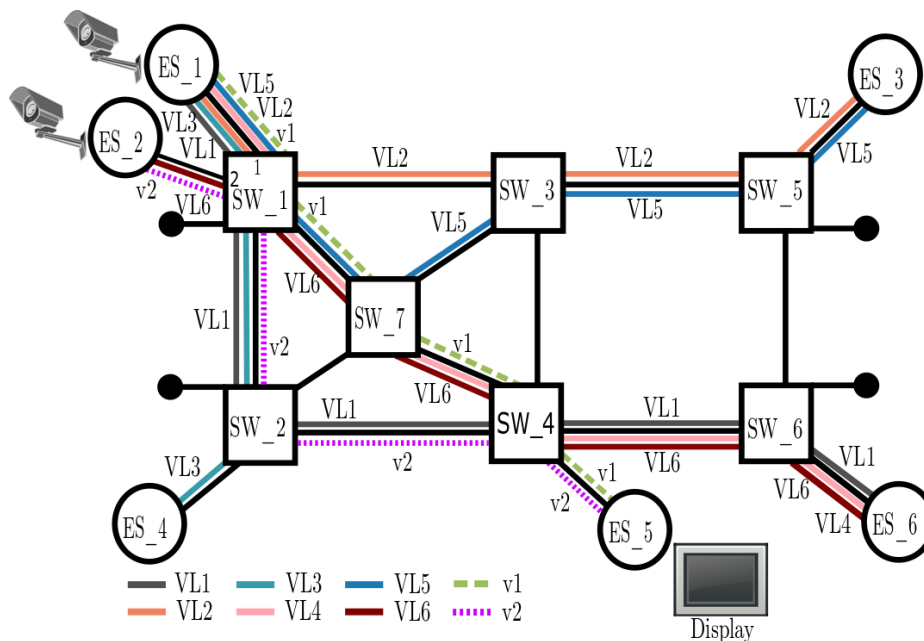 ES_1
ES_3
VL5
VL2
VL2
VL3
v1
ES_2
VL1
VL5
1
VL2
VL2
2
v2
SW_1
SW_3
SW_5
VL6
v1
VL5
VL5
VL6
VL1
SW_7
v1
v2
VL6
VL1
VL1
SW_2
SW_4
SW_6
v2
VL6
VL1
VL3
v1
VL6
v2
VL4
ES_4
ES_5
ES_6
VL1 VL3 VL5 v1
VL2 VL4 VL6 v2
Display